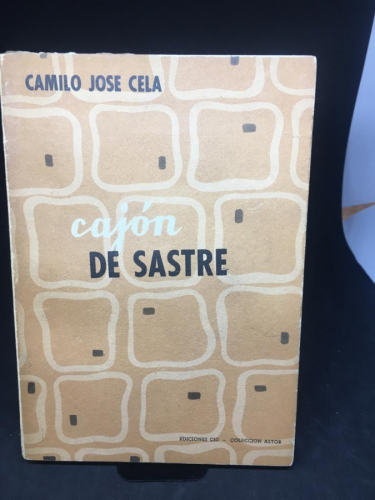 CAMILO JOSE CELA
cajón
DE SASTRE
EDICIONES CID - COLECCION ASTOR